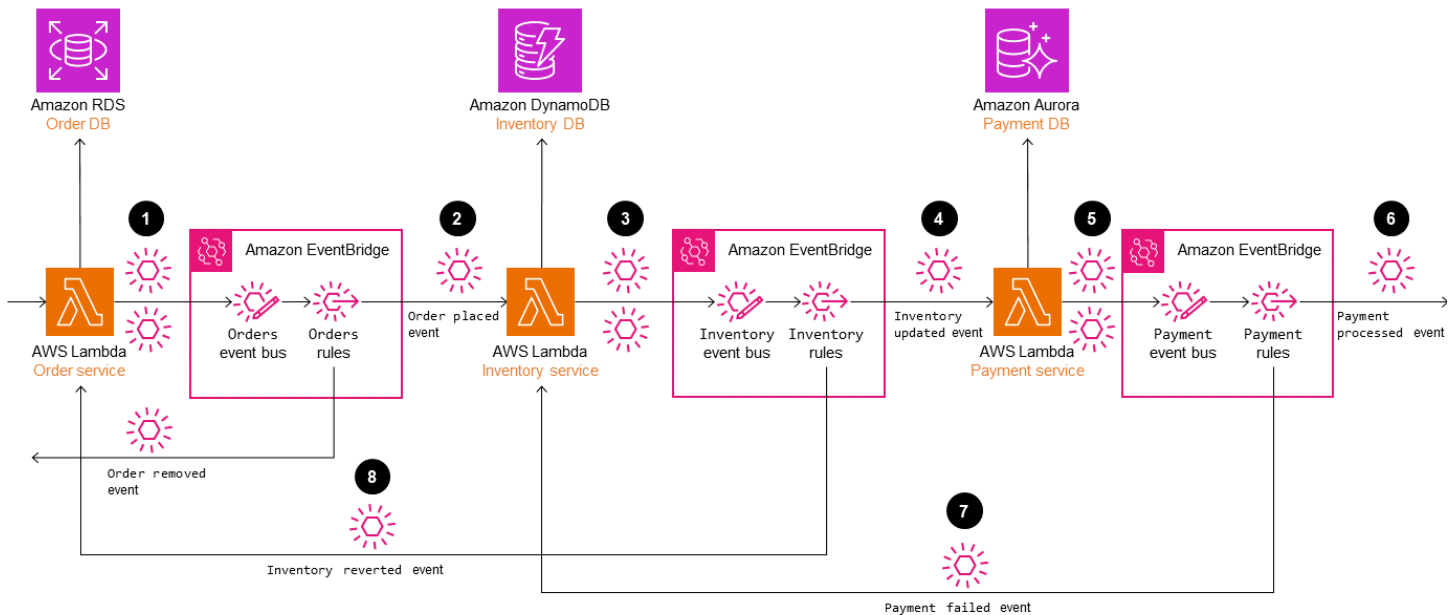 Amazon RDS
Order DB
Amazon DynamoDB
Inventory DB
Amazon Aurora
Payment DB
1
2
3
4
5
6
Amazon EventBridge
Amazon EventBridge
Amazon EventBridge
AWS Lambda
Order service
Orders
event bus
Orders
rules
Order placed
event
AWS Lambda
Inventory service
Inventory
event bus
Inventory
rules
Inventory
updated event
AWS Lambda
Payment service
Payment
event bus
Payment
rules
Payment
processed event
Order removed
event
8
Inventory reverted event
7
Payment failed event